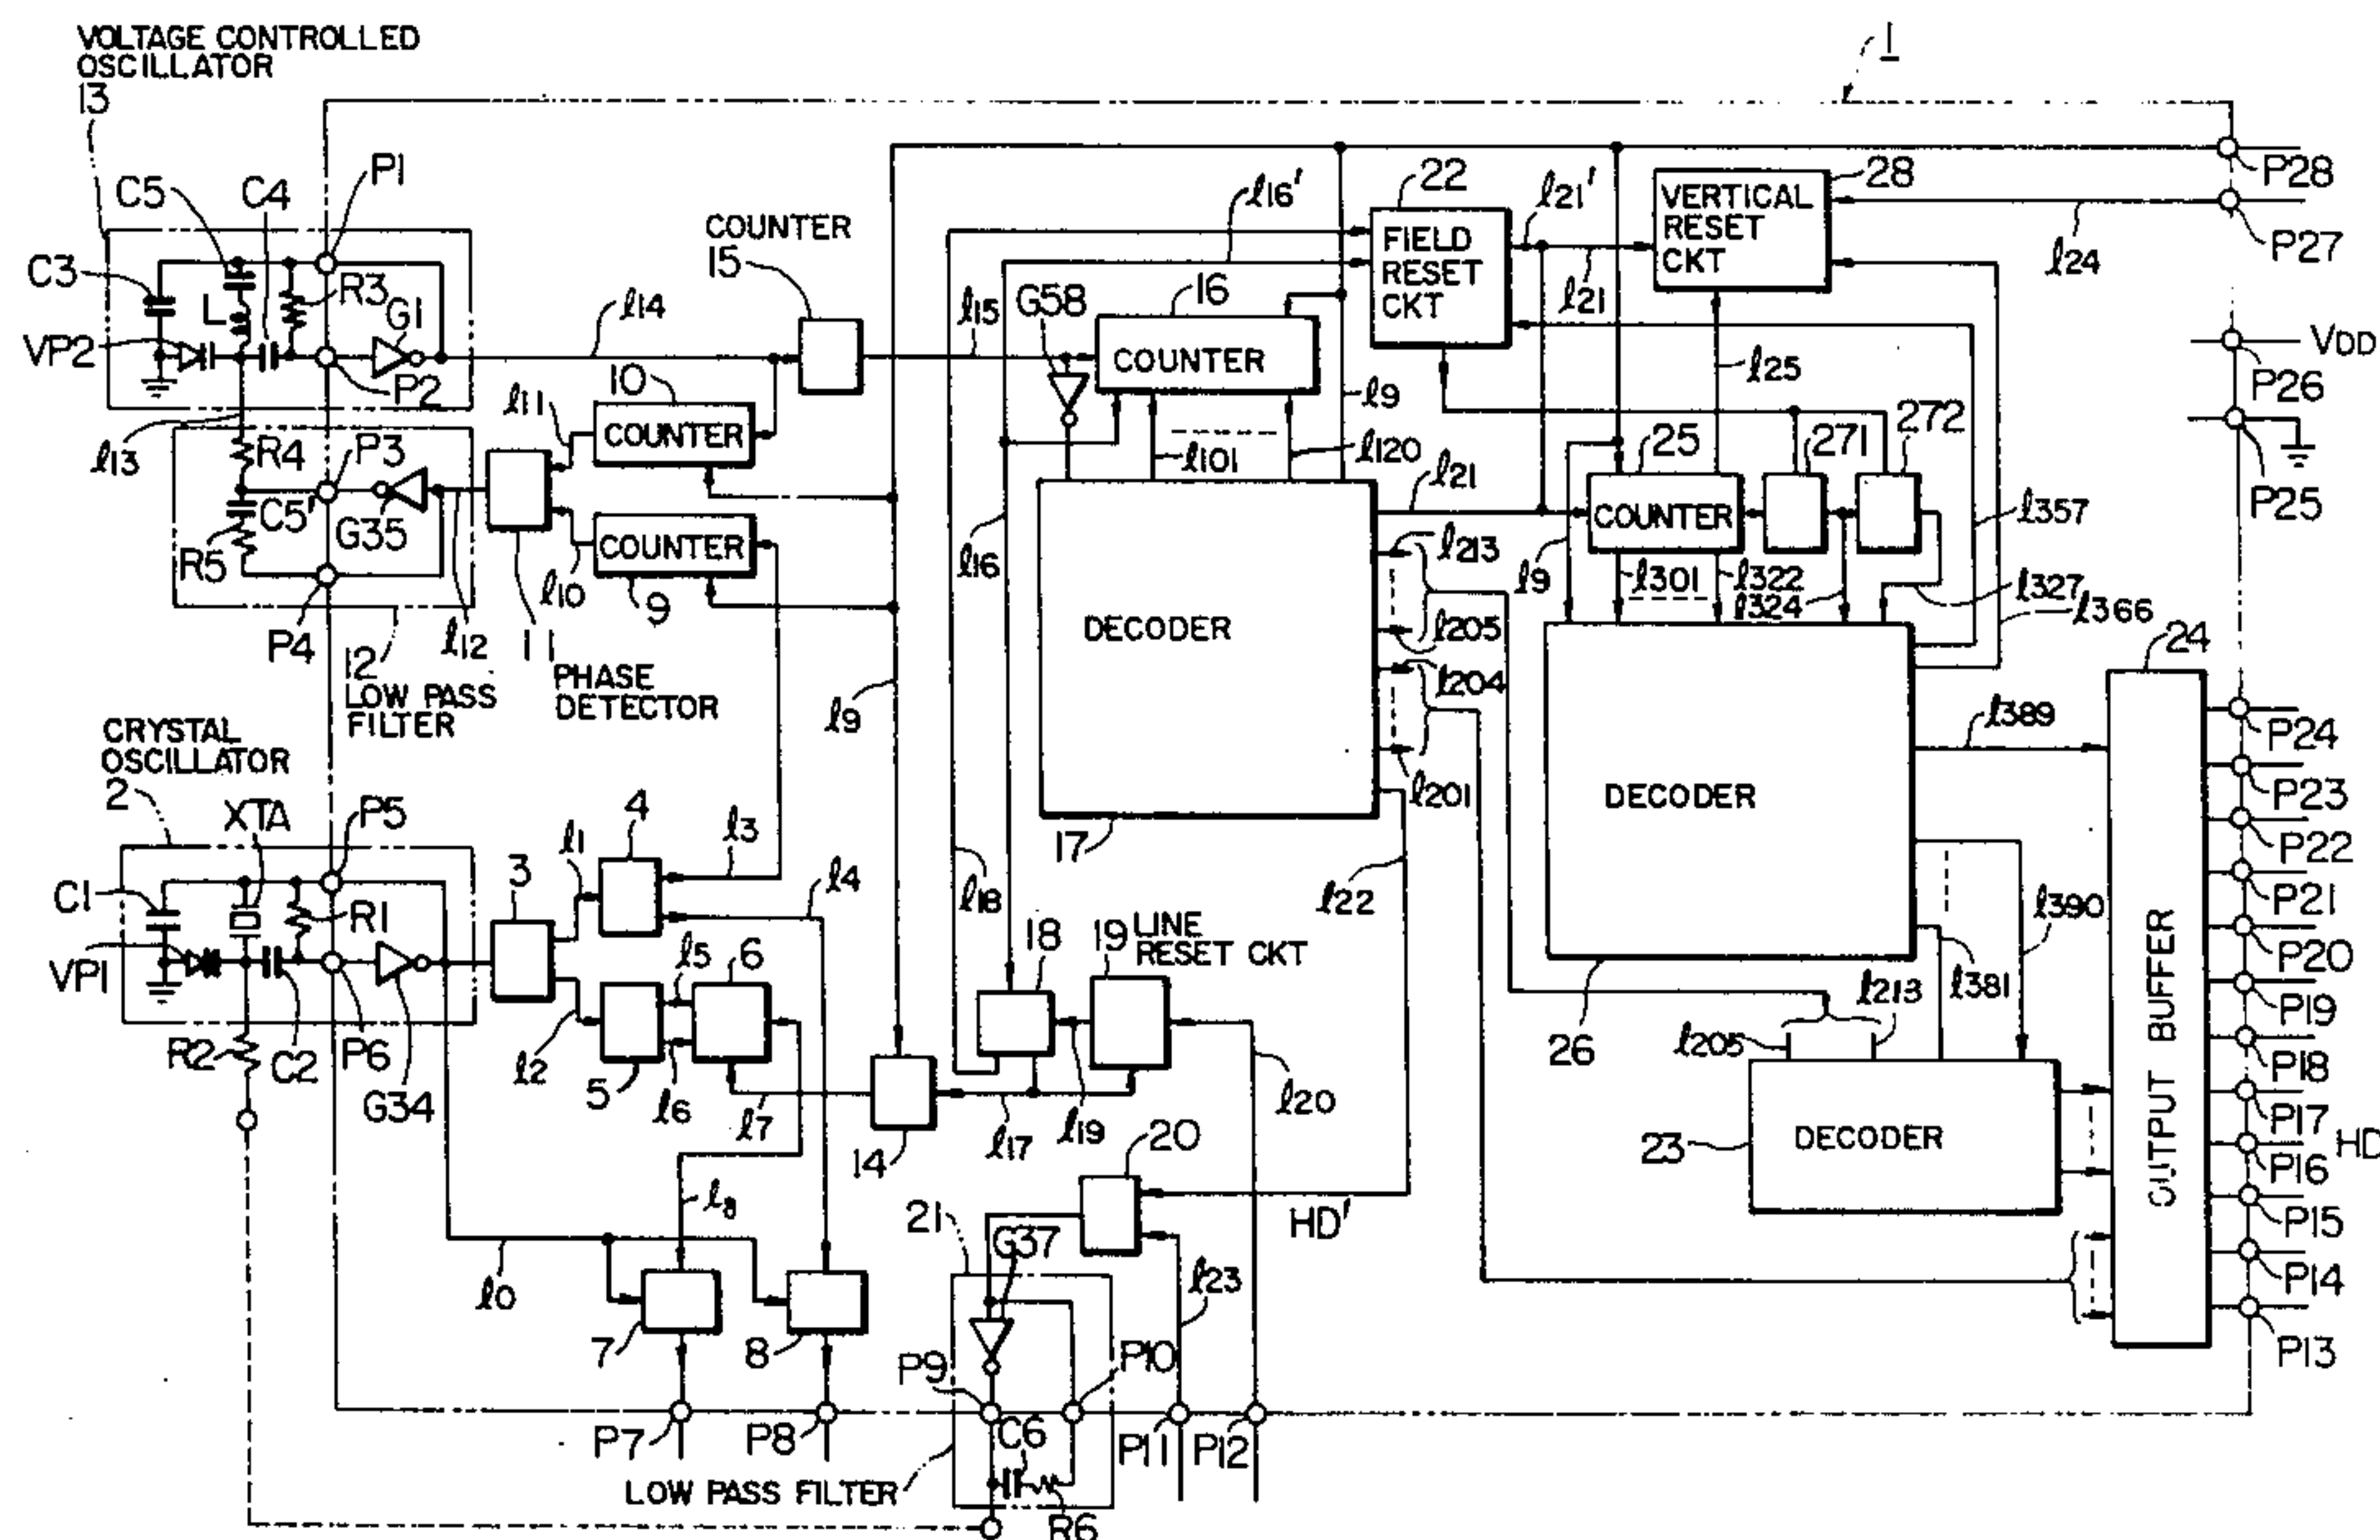 VOLTAGE CONTROLLED
OSCILLATOR
13
1
C5
C4
P1
COUNTER
15
l16'
22
l21'
28
P28
C3
R3
L
G1
l14
l15
G58
16
FIELD
RESET
CKT
VERTICAL
RESET
CKT
l21
l24
P27
VP2
P2
COUNTER
VDD
P26
l13
l11
10
COUNTER
l9
l25
R4
P3
l101
l120
25
271
272
P25
C5'
G35
R5
COUNTER
l16
l21
COUNTER
l357
l213
l9
l301
l322
l324
l327
l366
l10
9
P4
l12
11
12
LOW PASS
FILTER
PHASE
DETECTOR
DECODER
l205
l204
24
l9
l389
P24
CRYSTAL
OSCILLATOR
2
XTA
P5
4
l3
l201
DECODER
P23
17
P22
C1
l1
3
l4
l18
l22
P21
R1
18
19
LINE
RESET CKT
l390
P20
VP1
l5
6
l213
l381
P19
R2
C2
P6
l2
5
l6
l205
26
P18
G34
l7
14
l17
l19
l20
20
23
DECODER
OUTPUT BUFFER
P17
HD
P16
l8
21
HD'
P15
G37
l0
l23
P14
7
8
P9
P10
P13
P7
P8
C6
P11
P12
LOW PASS FILTER
R6